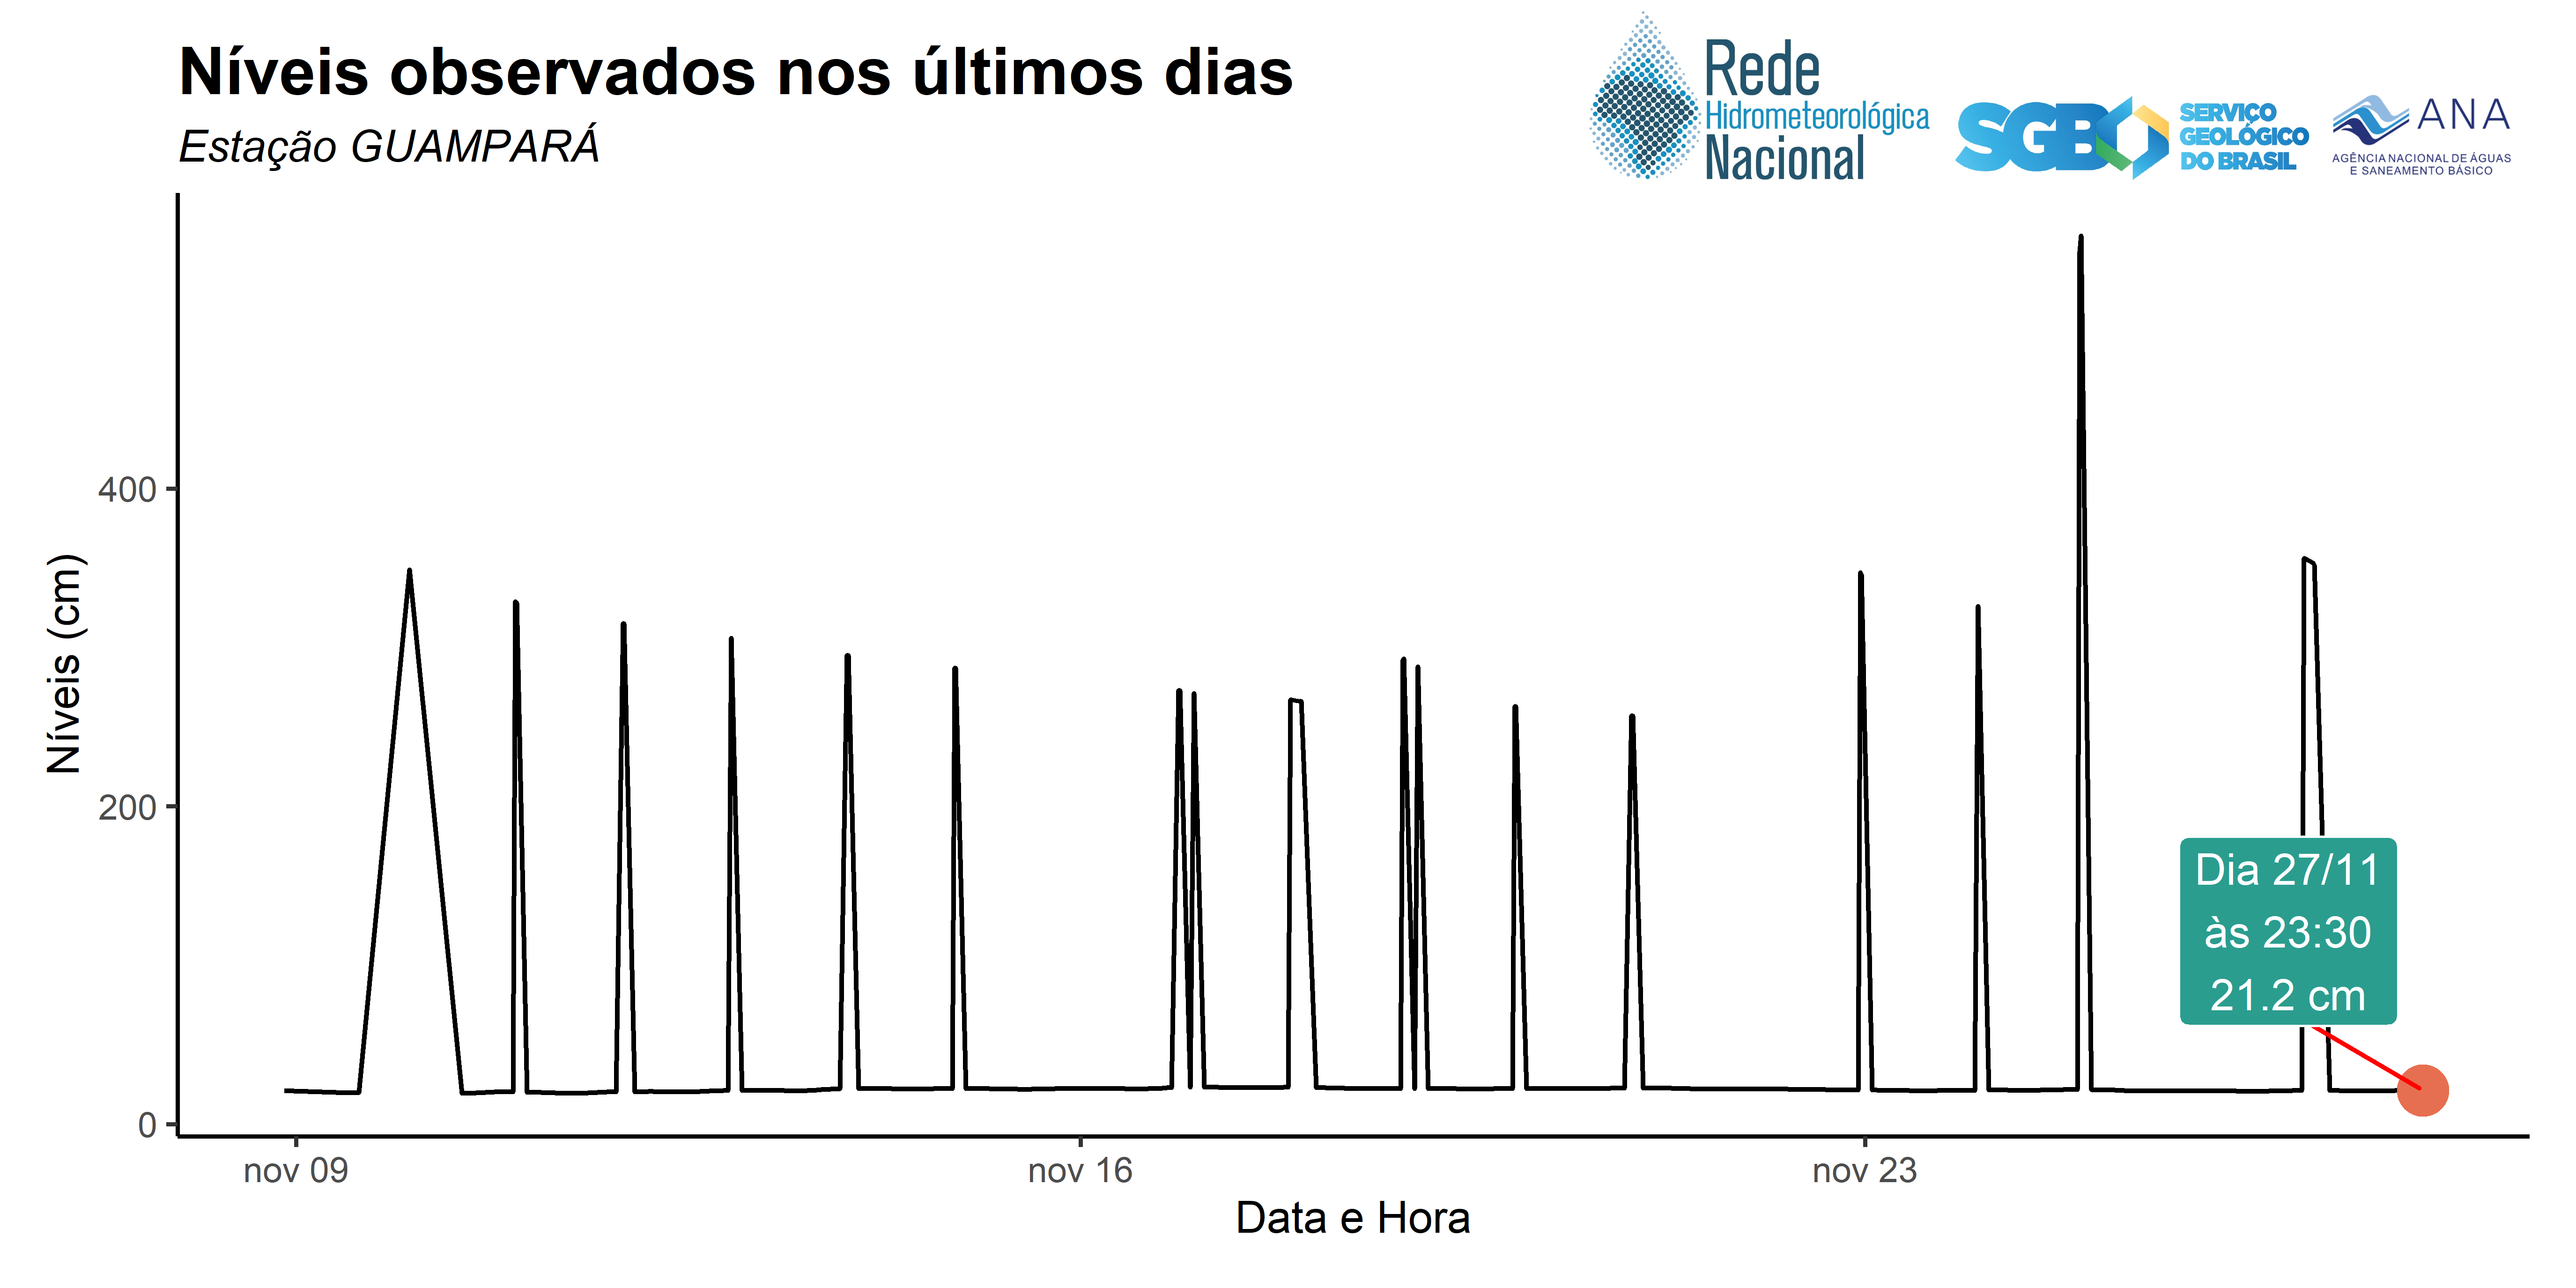 Níveis observados nos últimos dias
Estação GUAMPARÁ
Rede
Hidrometeorológica
Nacional
SGB
SERVIÇO
GEOLÓGICO
DO BRASIL
ANA
AGÊNCIA NACIONAL DE ÁGUAS
E SANEAMENTO BÁSICO
Níveis (cm)
400
200
0
Dia 27/11
às 23:30
21.2 cm
nov 09
nov 16
nov 23
Data e Hora